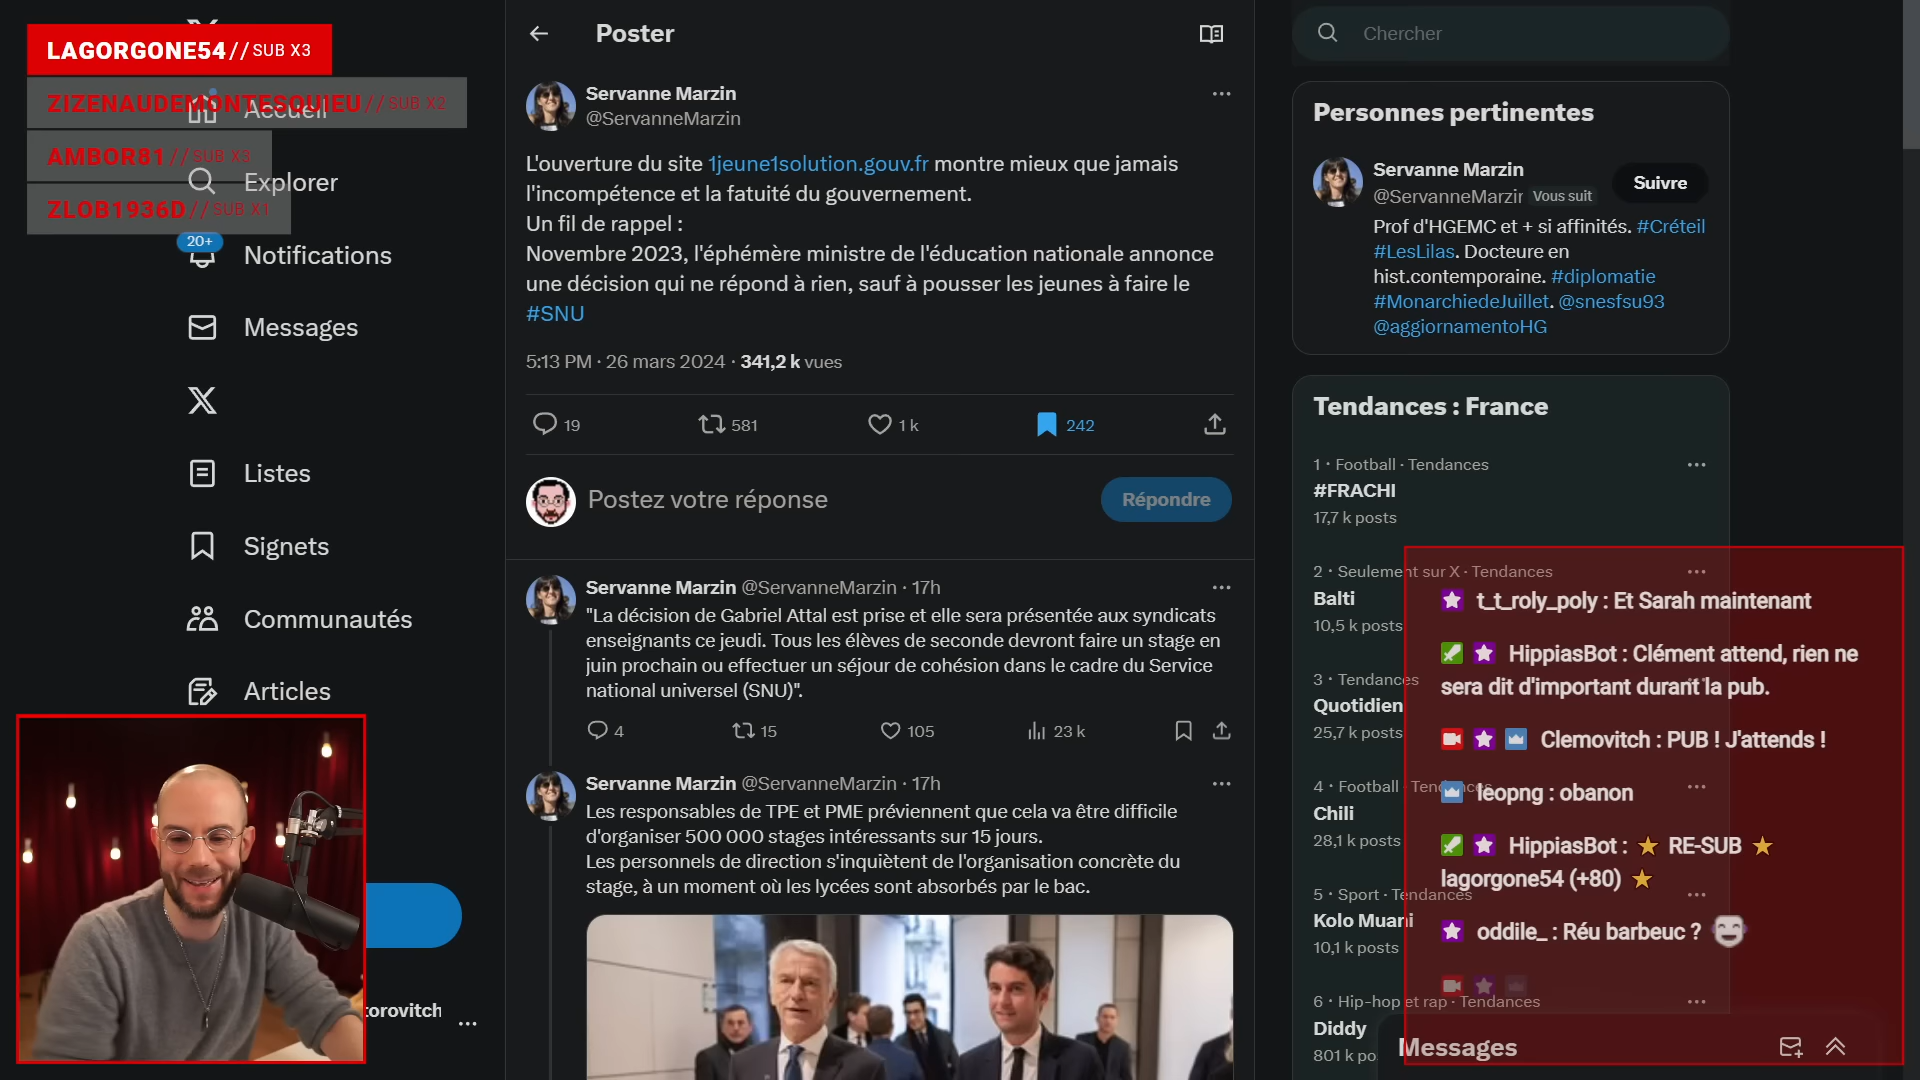 LAGORGONE54 // SUB X3
ZIZENAUDEMONTESQUIEU // SUB X2
AMBOR81 // SUB X3
ZLOB1936D // SUB X1
Accueil
Explorer
20+
Notifications
Messages
Listes
Signets
Communautés
Articles
torovitch
Poster
Servanne Marzin
@ServanneMarzin
L'ouverture du site 1jeune1solution.gouv.fr montre mieux que jamais
l'incompétence et la fatuité du gouvernement.
Un fil de rappel :
Novembre 2023, l'éphémère ministre de l'éducation nationale annonce
une décision qui ne répond à rien, sauf à pousser les jeunes à faire le
#SNU
5:13 PM · 26 mars 2024 · 341,2 k vues
19 581 1 k 242
Postez votre réponse
Répondre
Servanne Marzin @ServanneMarzin · 17h
"La décision de Gabriel Attal est prise et elle sera présentée aux syndicats
enseignants ce jeudi. Tous les élèves de seconde devront faire un stage en
juin prochain ou effectuer un séjour de cohésion dans le cadre du Service
national universel (SNU)".
4 15 105 23 k
Servanne Marzin @ServanneMarzin · 17h
Les responsables de TPE et PME préviennent que cela va être difficile
d'organiser 500 000 stages intéressants sur 15 jours.
Les personnels de direction s'inquiètent de l'organisation concrète du
stage, à un moment où les lycées sont absorbés par le bac.
Chercher
Personnes pertinentes
Servanne Marzin
@ServanneMarzir Vous suit
Suivre
Prof d'HGEMC et + si affinités. #Créteil
#LesLilas. Docteure en
hist.contemporaine. #diplomatie
#MonarchiedeJuillet. @snesfsu93
@aggiornamentoHG
Tendances : France
1 · Football · Tendances
#FRACHI
17,7 k posts
2 · Seulement sur X · Tendances
Balti
10,5 k posts
3 · Tendances
Quotidien
25,7 k posts
4 · Football · Tendances
Chili
28,1 k posts
5 · Sport · Tendances
Kolo Muani
10,1 k posts
6 · Hip-hop et rap · Tendances
Diddy
801 k po
t_t_roly_poly : Et Sarah maintenant
HippiasBot : Clément attend, rien ne
sera dit d'important durant la pub.
Clemovitch : PUB ! J'attends !
leopng : obanon
HippiasBot : ★ RE-SUB ★
lagorgone54 (+80) ★
oddile_ : Réu barbeuc ?
Messages